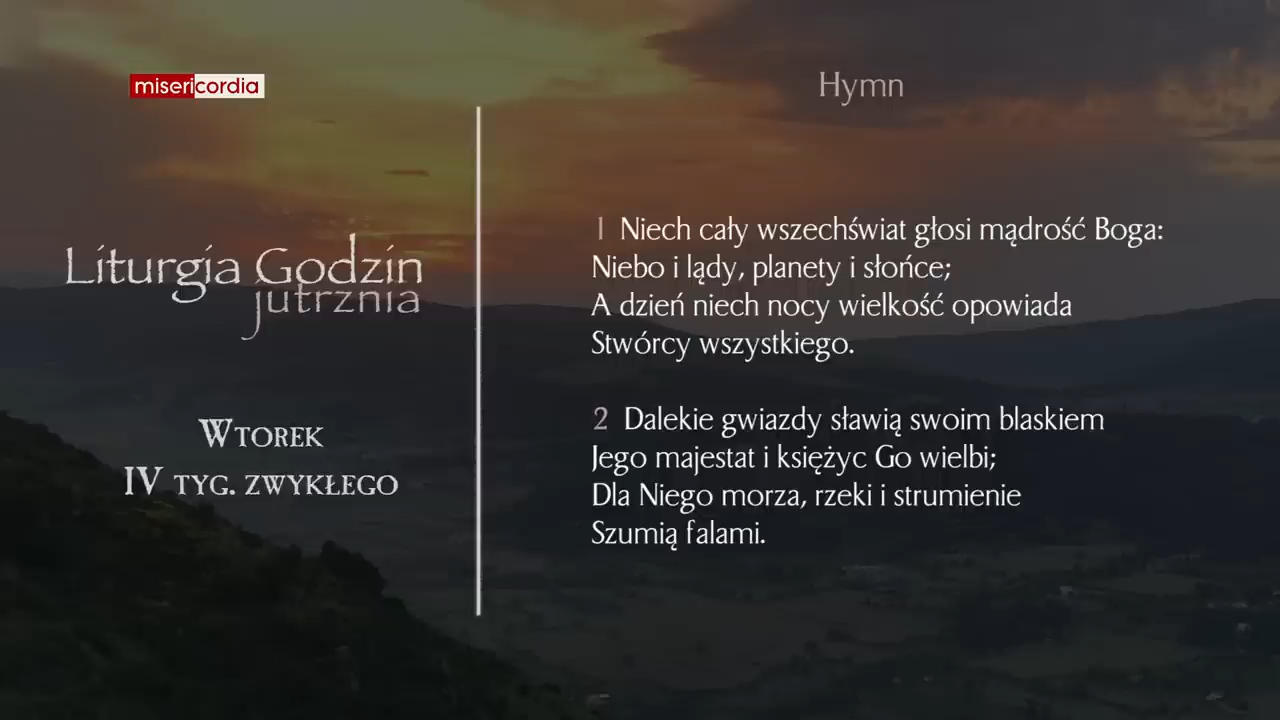 misericordia
Liturgia Godzin
jutrznia
Wtorek
IV tyg. zwykłego
Hymn
1 Niech cały wszechświat głosi mądrość Boga:
Niebo i lądy, planety i słońce;
A dzień niech nocy wielkość opowiada
Stwórcy wszystkiego.
2 Dalekie gwiazdy sławią swoim blaskiem
Jego majestat i księżyc Go wielbi;
Dla Niego morza, rzeki i strumienie
Szumią falami.